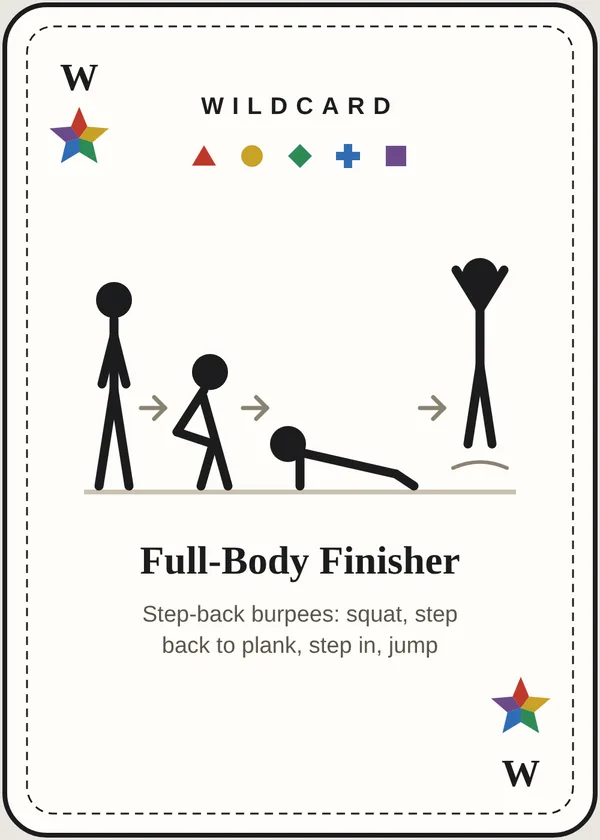 W
WILDCARD
Full-Body Finisher
Step-back burpees: squat, step
back to plank, step in, jump
W